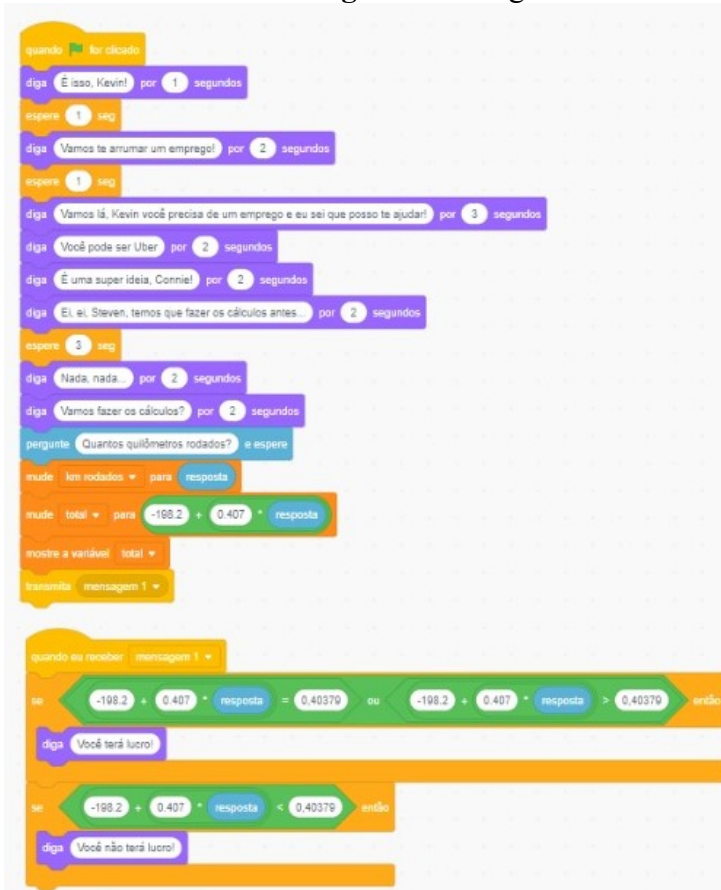 quando for clicado
diga É isso, Kevin! por 1 segundos
espere 1 seg
diga Vamos te arrumar um emprego! por 2 segundos
espere 1 seg
diga Vamos lá, Kevin você precisa de um emprego e eu sei que posso te ajudar! por 3 segundos
diga Você pode ser Uber por 2 segundos
diga É uma super ideia, Connie! por 2 segundos
diga Ei, ei, Steven, temos que fazer os cálculos antes... por 2 segundos
espere 3 seg
diga Nada, nada... por 2 segundos
diga Vamos fazer os cálculos? por 2 segundos
pergunte Quantos quilômetros rodados? e espere
mude km rodados para resposta
mude total para -198.2 + 0.407 * resposta
mostre a variável total
transmita mensagem 1
quando eu receber mensagem 1
se -198.2 + 0.407 * resposta = 0,40379 ou -198.2 + 0.407 * resposta > 0,40379 então
diga Você terá lucro!
se -198.2 + 0.407 * resposta < 0,40379 então
diga Você não terá lucro!